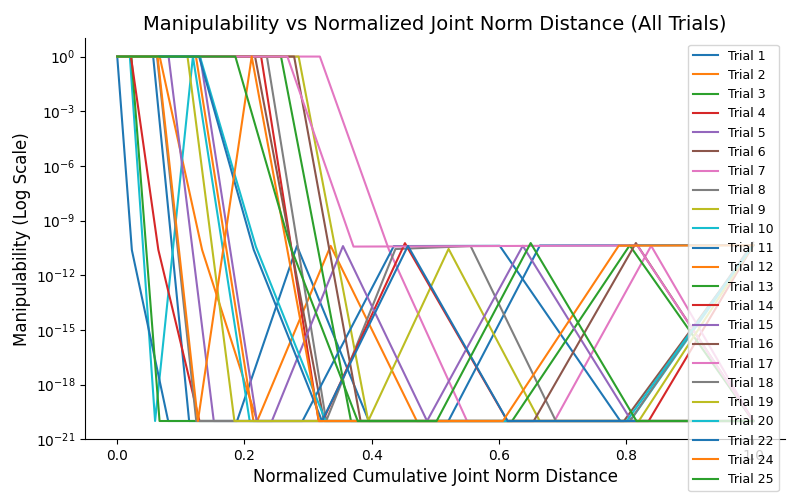 Manipulability vs Normalized Joint Norm Distance (All Trials)
Manipulability (Log Scale)
10⁰
10⁻³
10⁻⁶
10⁻⁹
10⁻¹²
10⁻¹⁵
10⁻¹⁸
10⁻²¹
0.0 0.2 0.4 0.6 0.8 1.0
Normalized Cumulative Joint Norm Distance
Trial 1
Trial 2
Trial 3
Trial 4
Trial 5
Trial 6
Trial 7
Trial 8
Trial 9
Trial 10
Trial 11
Trial 12
Trial 13
Trial 14
Trial 15
Trial 16
Trial 17
Trial 18
Trial 19
Trial 20
Trial 22
Trial 24
Trial 25